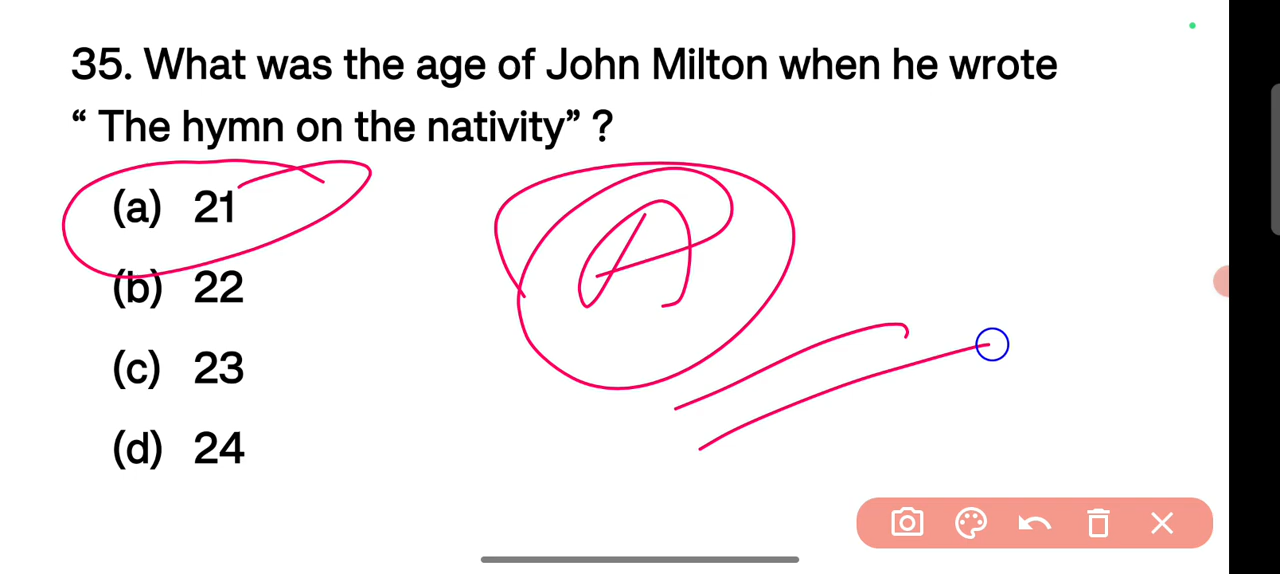 35. What was the age of John Milton when he wrote
“ The hymn on the nativity” ?
(a) 21
(b) 22
(c) 23
(d) 24
A